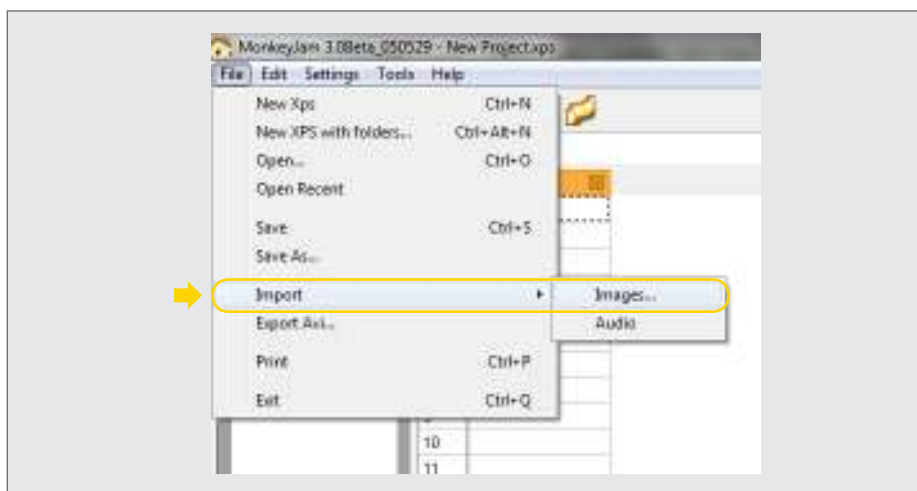 MonkeyJam 3.0Beta_050529 - New Project.xps
File Edit Settings Tools Help
New Xps Ctrl+N
New XPS with folders... Ctrl+Alt+N
Open... Ctrl+O
Open Recent
Save Ctrl+S
Save As...
Import Images...
Export Avi... Audio
Print Ctrl+P
Exit Ctrl+Q
10
11